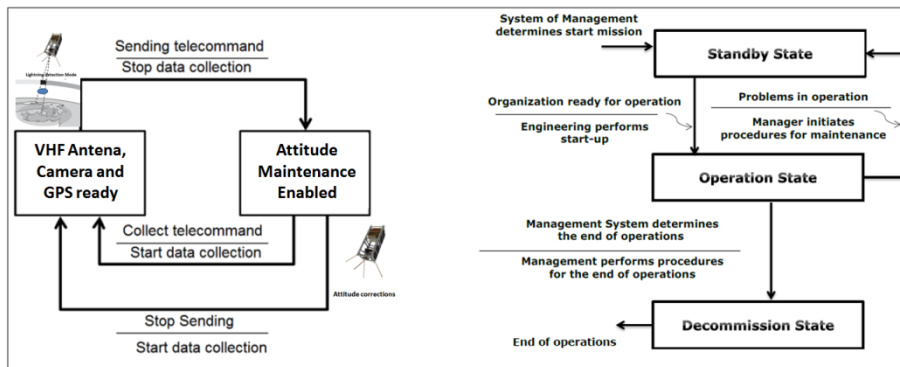 Sending telecommand
Stop data collection
Lightning Detection Mode
VHF Antena,
Camera and
GPS ready
Attitude
Maintenance
Enabled
Collect telecommand
Start data collection
Attitude corrections
Stop Sending
Start data collection
System of Management
determines start mission
Standby State
Organization ready for operation
Engineering performs
start-up
Problems in operation
Manager initiates
procedures for maintenance
Operation State
Management System determines
the end of operations
Management performs procedures
for the end of operations
Decommission State
End of operations